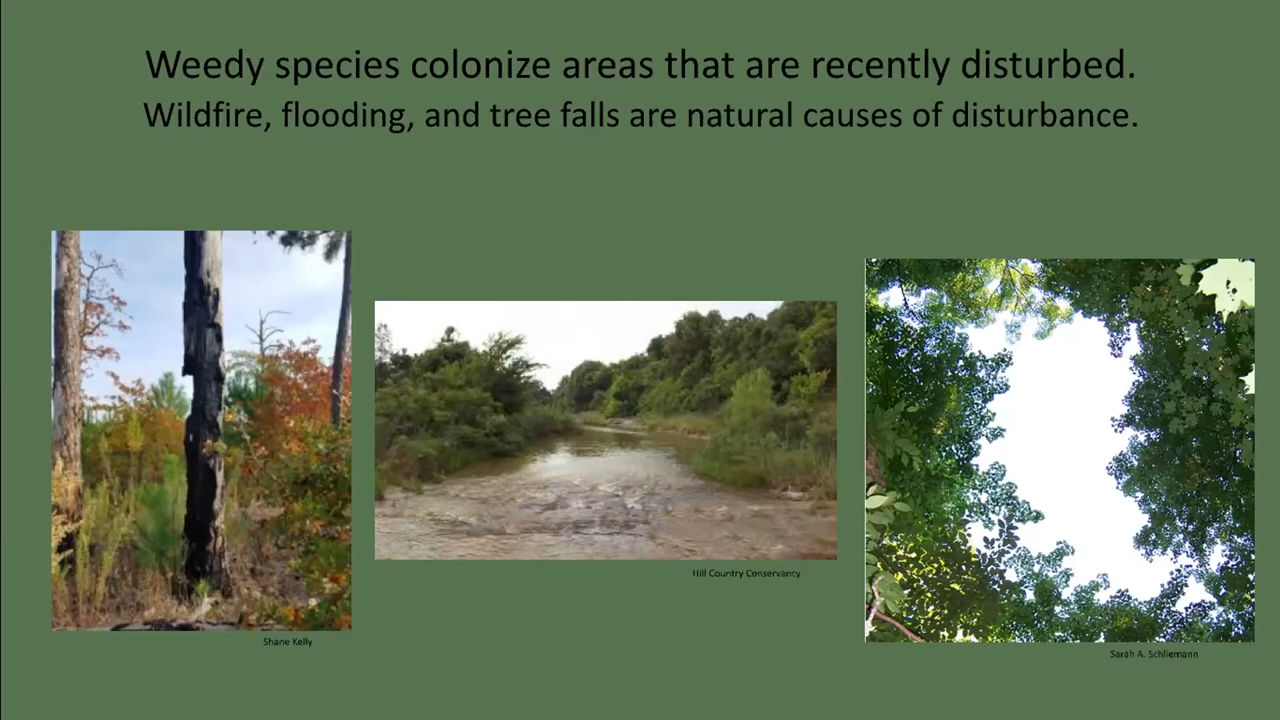 Weedy species colonize areas that are recently disturbed.
Wildfire, flooding, and tree falls are natural causes of disturbance.
Hill Country Conservancy
Shane Kelly
Sarah A. Schliemann